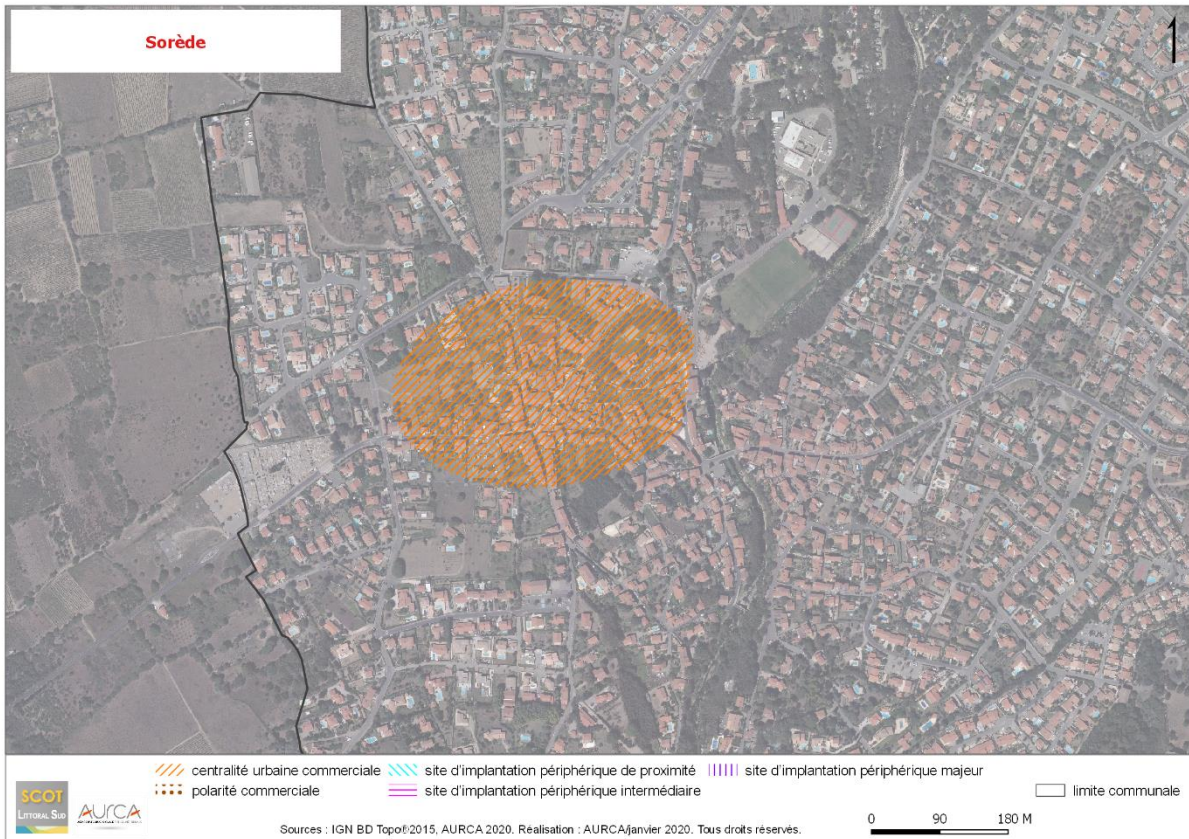 Sorède
1
centralité urbaine commerciale
site d'implantation périphérique de proximité
site d'implantation périphérique majeur
polarité commerciale
site d'implantation périphérique intermédiaire
limite communale
SCOT
LITTORAL SUD
AURCA
Sources : IGN BD Topo®2015, AURCA 2020. Réalisation : AURCA/janvier 2020. Tous droits réservés.
0 90 180 M